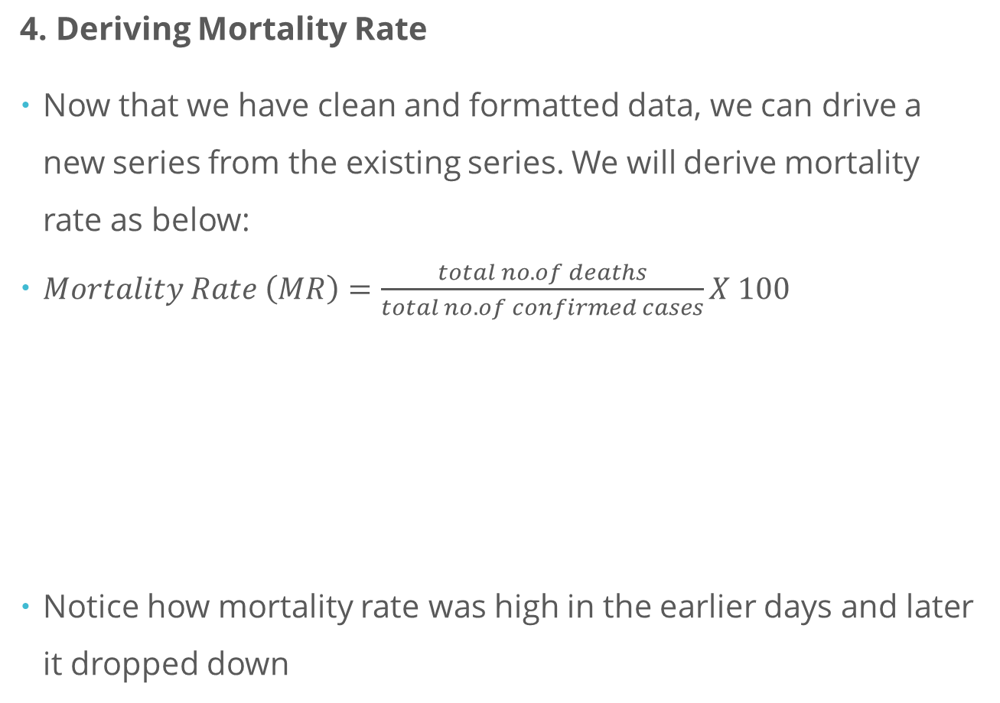 4. Deriving Mortality Rate
• Now that we have clean and formatted data, we can drive a
new series from the existing series. We will derive mortality
rate as below:
• Mortality Rate (MR) = total no.of deaths / total no.of confirmed cases X 100
• Notice how mortality rate was high in the earlier days and later
it dropped down